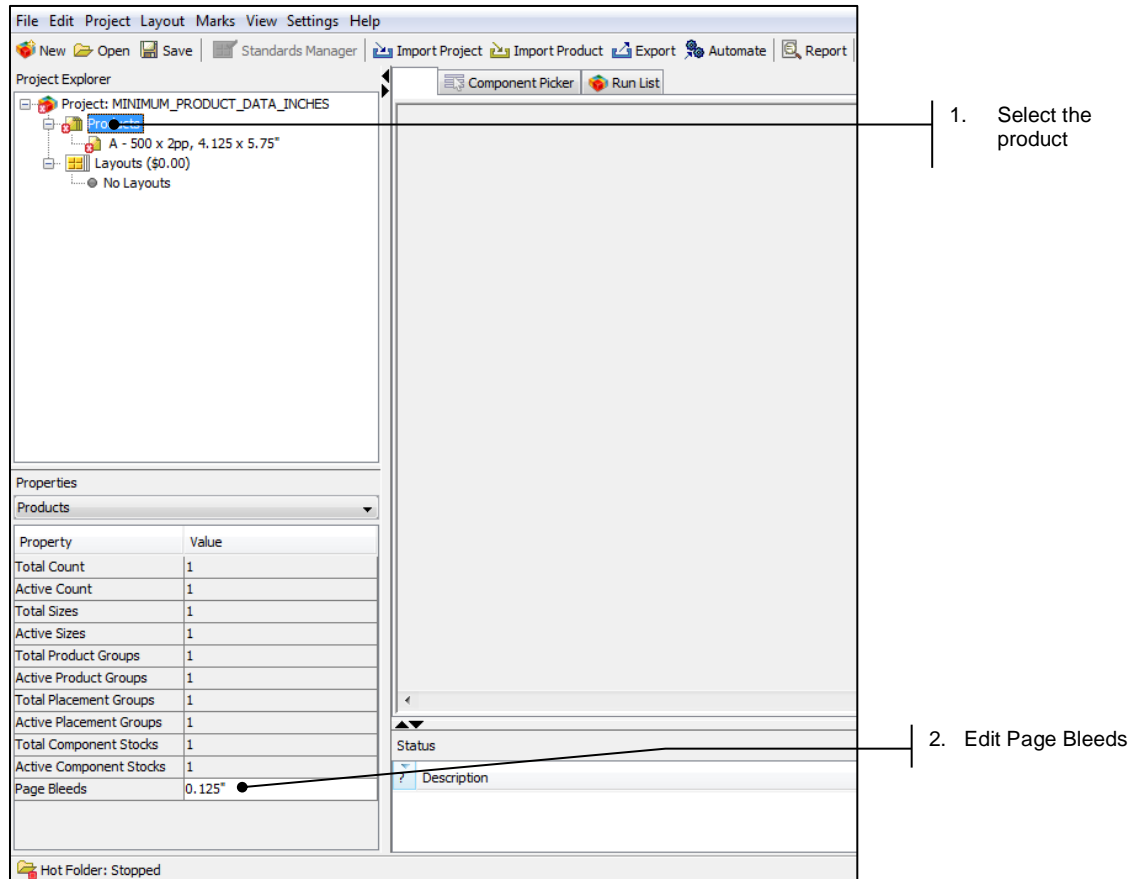 File Edit Project Layout Marks View Settings Help
New Open Save Standards Manager Import Project Import Product Export Automate Report
Project Explorer
Component Picker Run List
Project: MINIMUM_PRODUCT_DATA_INCHES
Products
A - 500 x 2pp, 4.125 x 5.75"
Layouts ($0.00)
No Layouts
1. Select the
product
Properties
Products
Property Value
Total Count 1
Active Count 1
Total Sizes 1
Active Sizes 1
Total Product Groups 1
Active Product Groups 1
Total Placement Groups 1
Active Placement Groups 1
Total Component Stocks 1
Active Component Stocks 1
Page Bleeds 0.125"
Status
? Description
2. Edit Page Bleeds
Hot Folder: Stopped